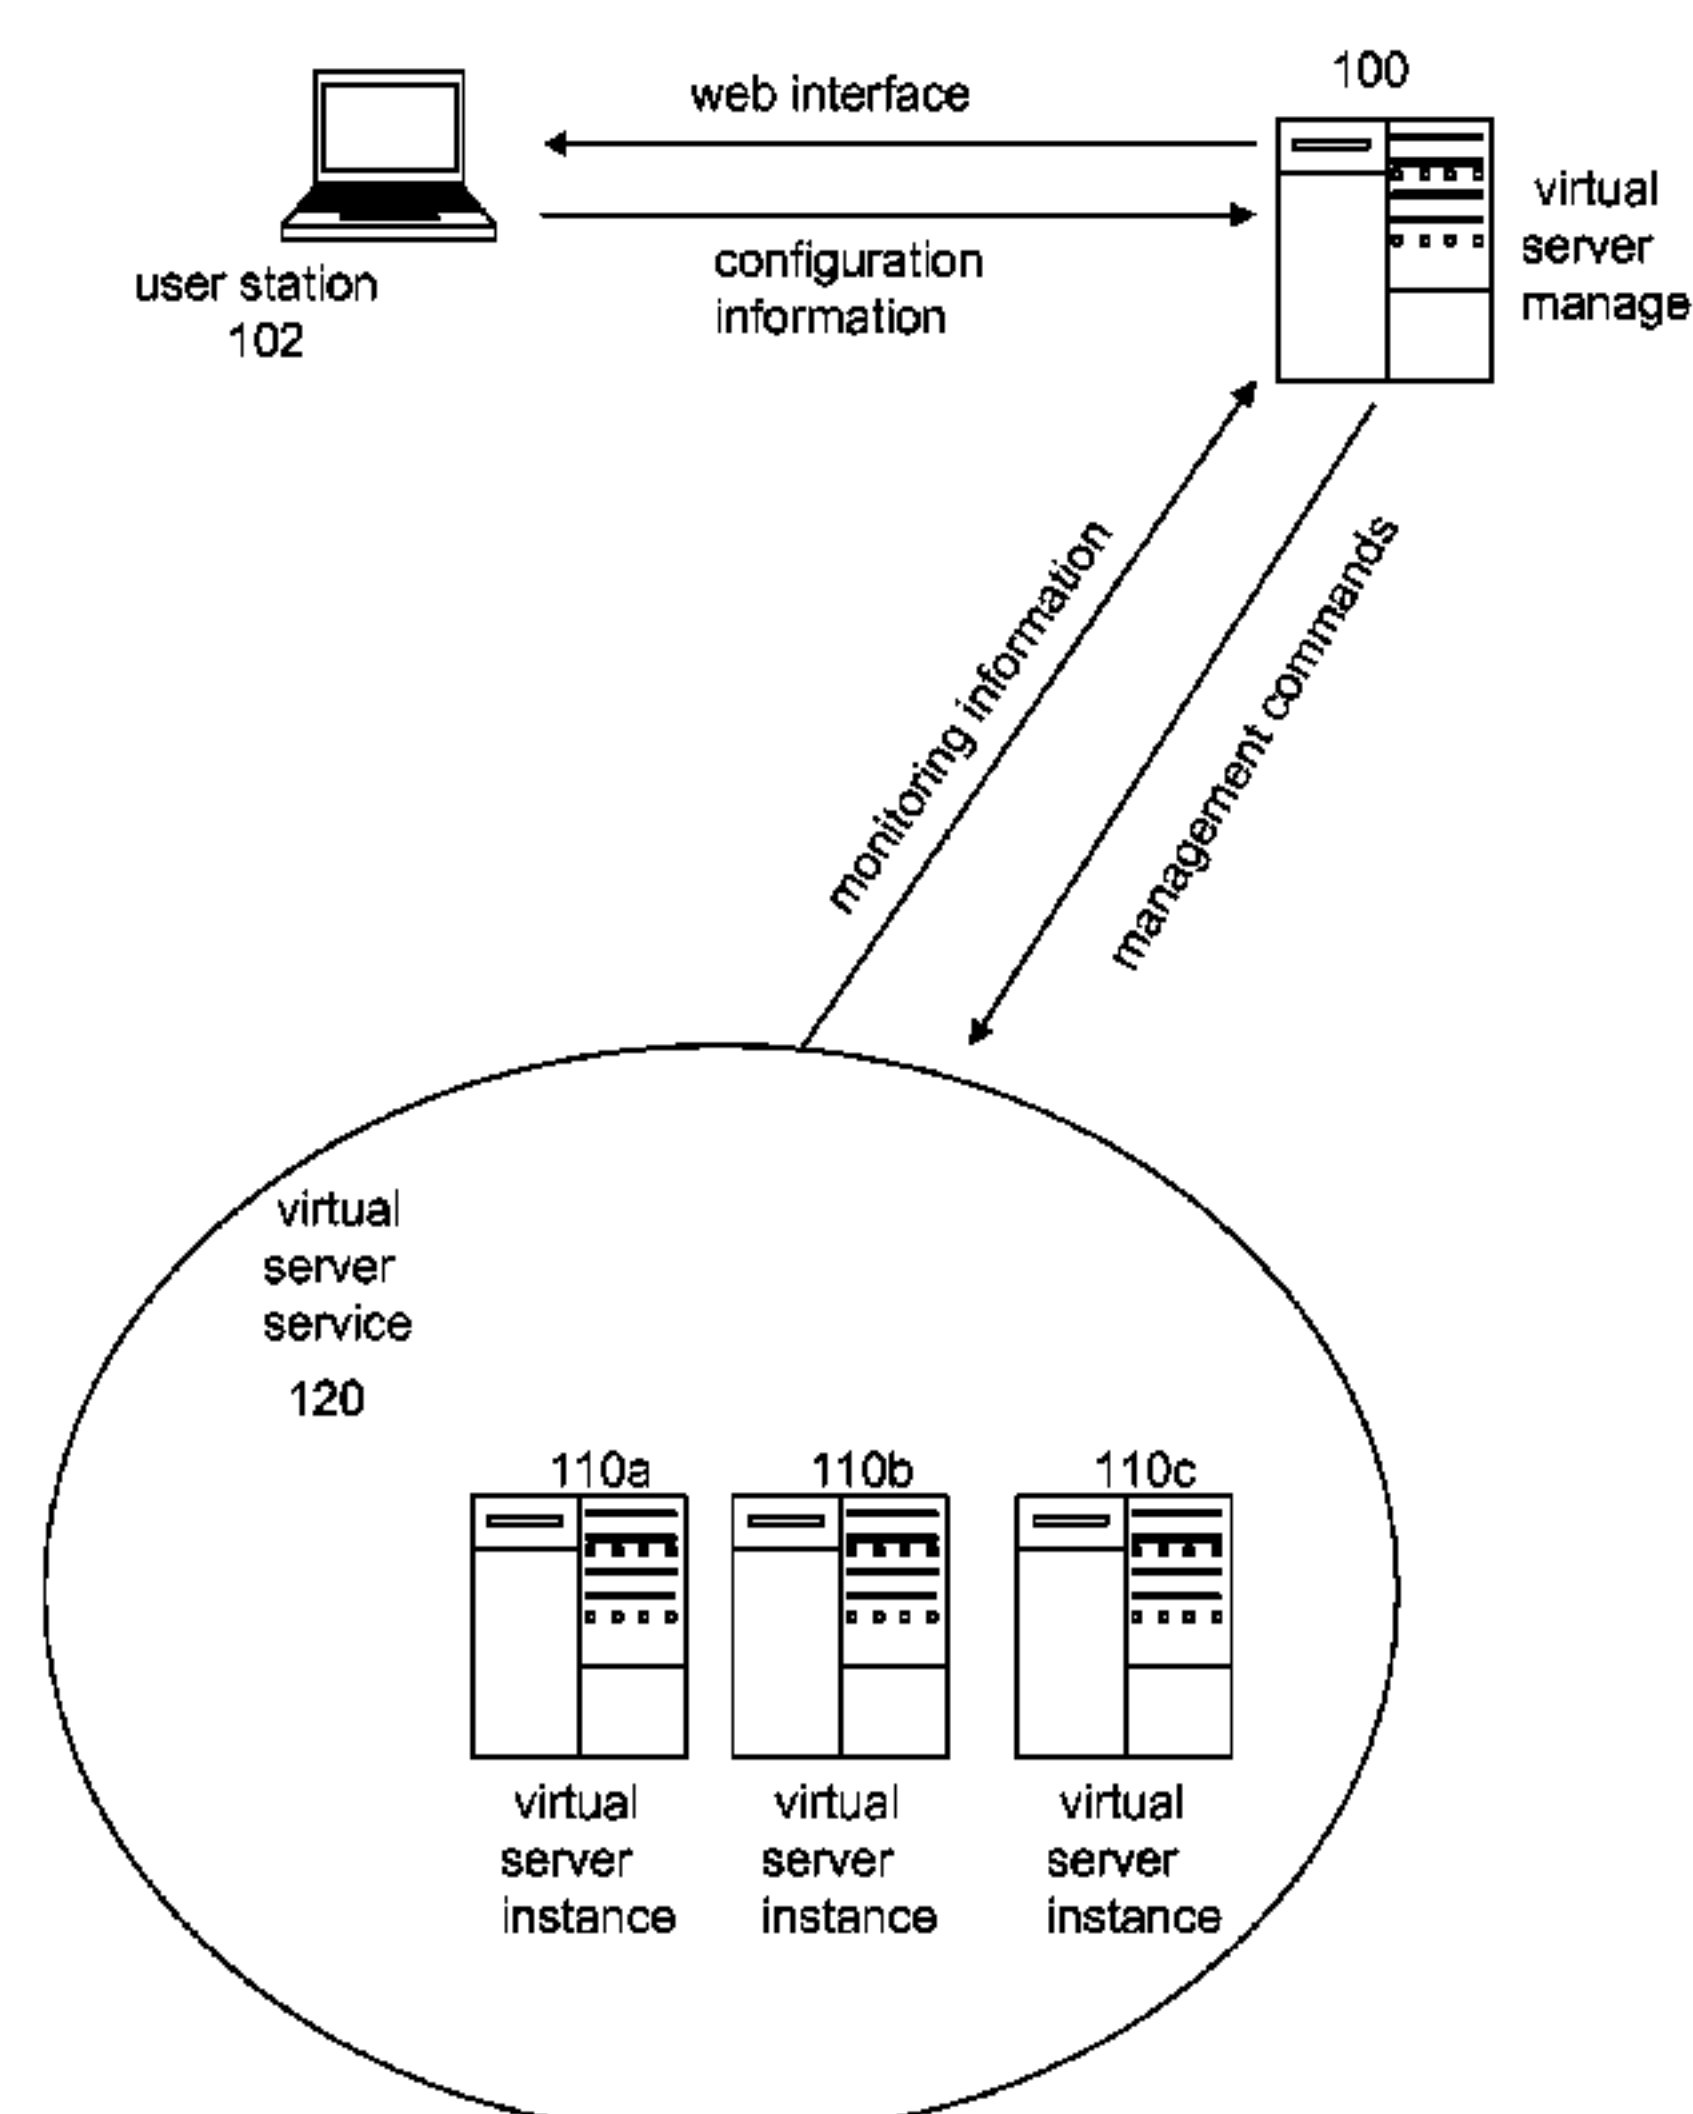 web interface
100
virtual
server
manage
configuration
information
user station
102
monitoring information
management commands
virtual
server
service
120
110a
110b
110c
virtual
server
instance
virtual
server
instance
virtual
server
instance